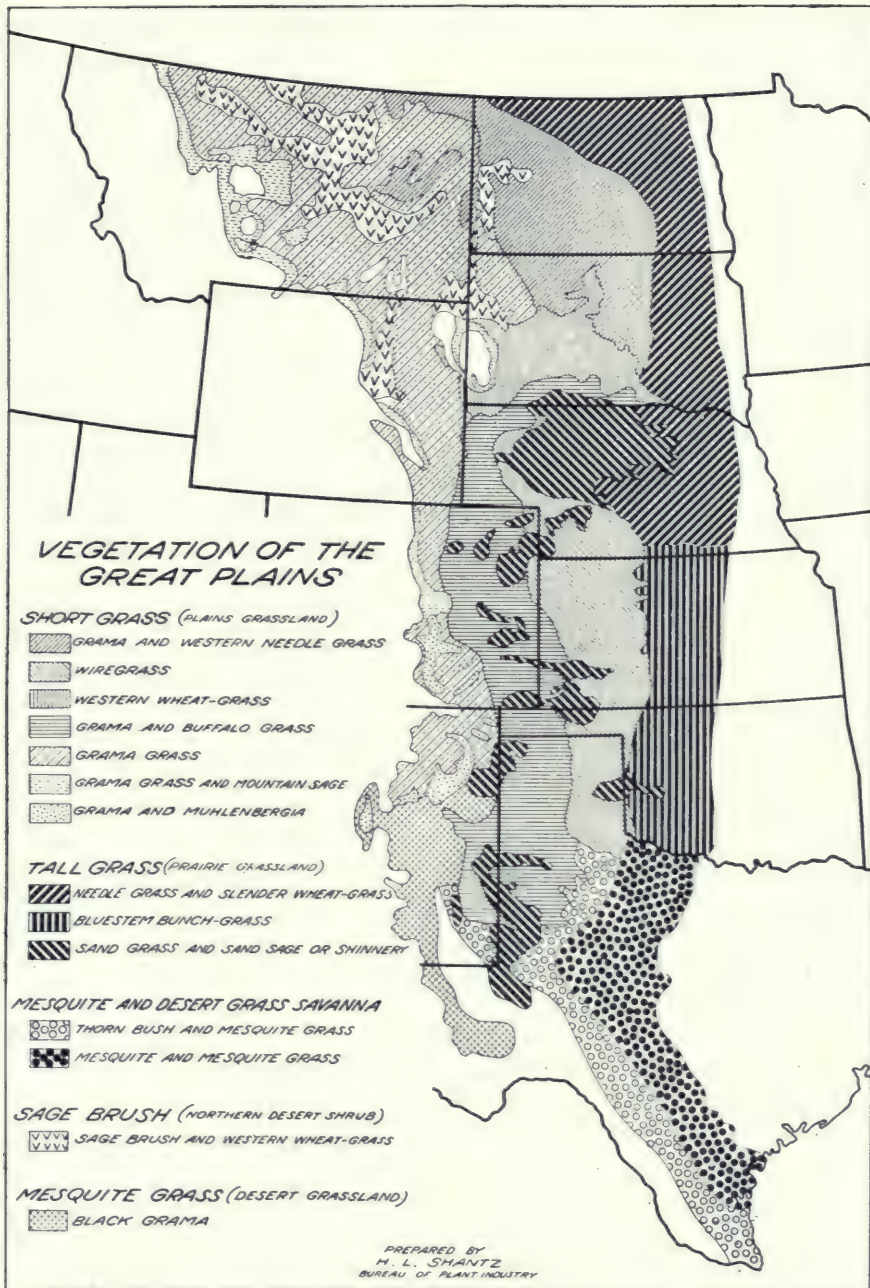 VEGETATION OF THE
GREAT PLAINS
SHORT GRASS (PLAINS GRASSLAND)
GRAMA AND WESTERN NEEDLE GRASS
WIREGRASS
WESTERN WHEAT-GRASS
GRAMA AND BUFFALO GRASS
GRAMA GRASS
GRAMA GRASS AND MOUNTAIN SAGE
GRAMA AND MUHLENBERGIA
TALL GRASS (PRAIRIE GRASSLAND)
NEEDLE GRASS AND SLENDER WHEAT-GRASS
BLUESTEM BUNCH-GRASS
SAND GRASS AND SAND SAGE OR SHINNERY
MESQUITE AND DESERT GRASS SAVANNA
THORN BUSH AND MESQUITE GRASS
MESQUITE AND MESQUITE GRASS
SAGE BRUSH (NORTHERN DESERT SHRUB)
SAGE BRUSH AND WESTERN WHEAT-GRASS
MESQUITE GRASS (DESERT GRASSLAND)
BLACK GRAMA
PREPARED BY
H. L. SHANTZ
BUREAU OF PLANT INDUSTRY